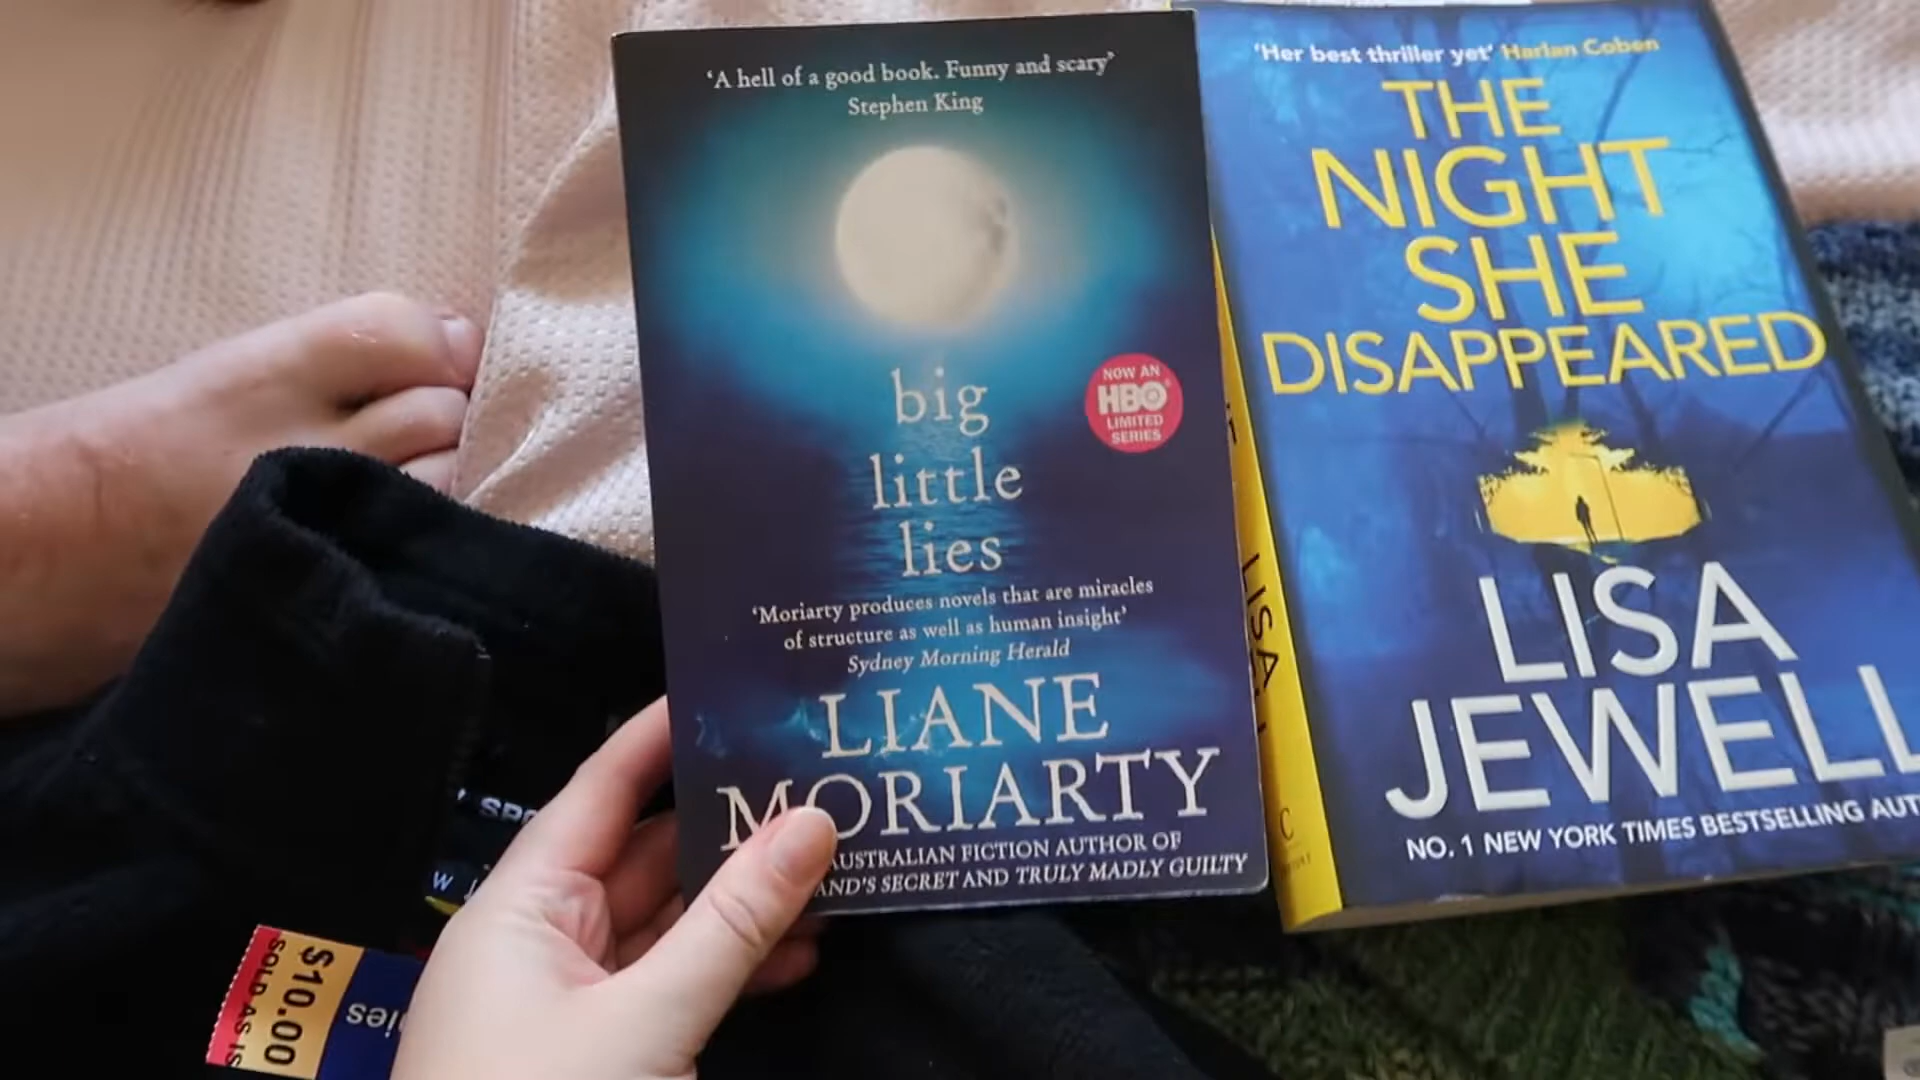 ‘A hell of a good book. Funny and scary’
Stephen King
big
little
lies
NOW AN
HBO®
LIMITED
SERIES
‘Moriarty produces novels that are miracles
of structure as well as human insight’
Sydney Morning Herald
LIANE
MORIARTY
AUSTRALIAN FICTION AUTHOR OF
AND'S SECRET AND TRULY MADLY GUILTY
‘Her best thriller yet’ Harlan Coben
THE
NIGHT
SHE
DISAPPEARED
LISA
JEWELL
NO. 1 NEW YORK TIMES BESTSELLING AUT
LISA
$10.00
SOLD AS IS